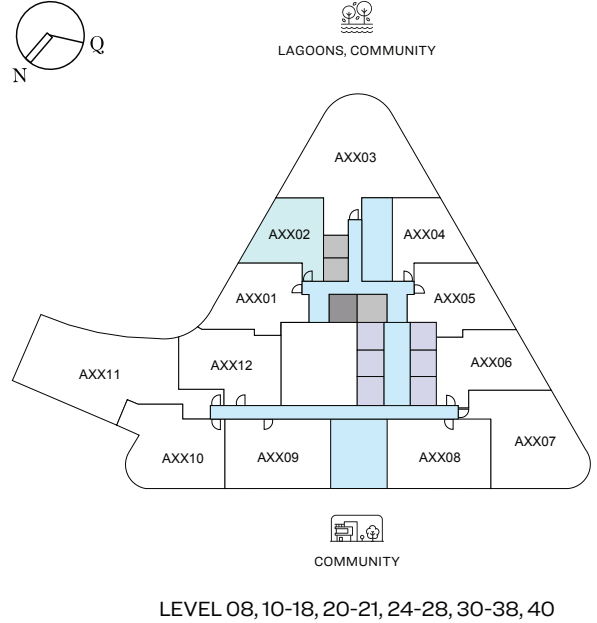 Q
N
LAGOONS, COMMUNITY
AXX03
AXX02
AXX04
AXX01
AXX05
AXX06
AXX12
AXX11
AXX07
AXX10
AXX09
AXX08
COMMUNITY
LEVEL 08, 10-18, 20-21, 24-28, 30-38, 40